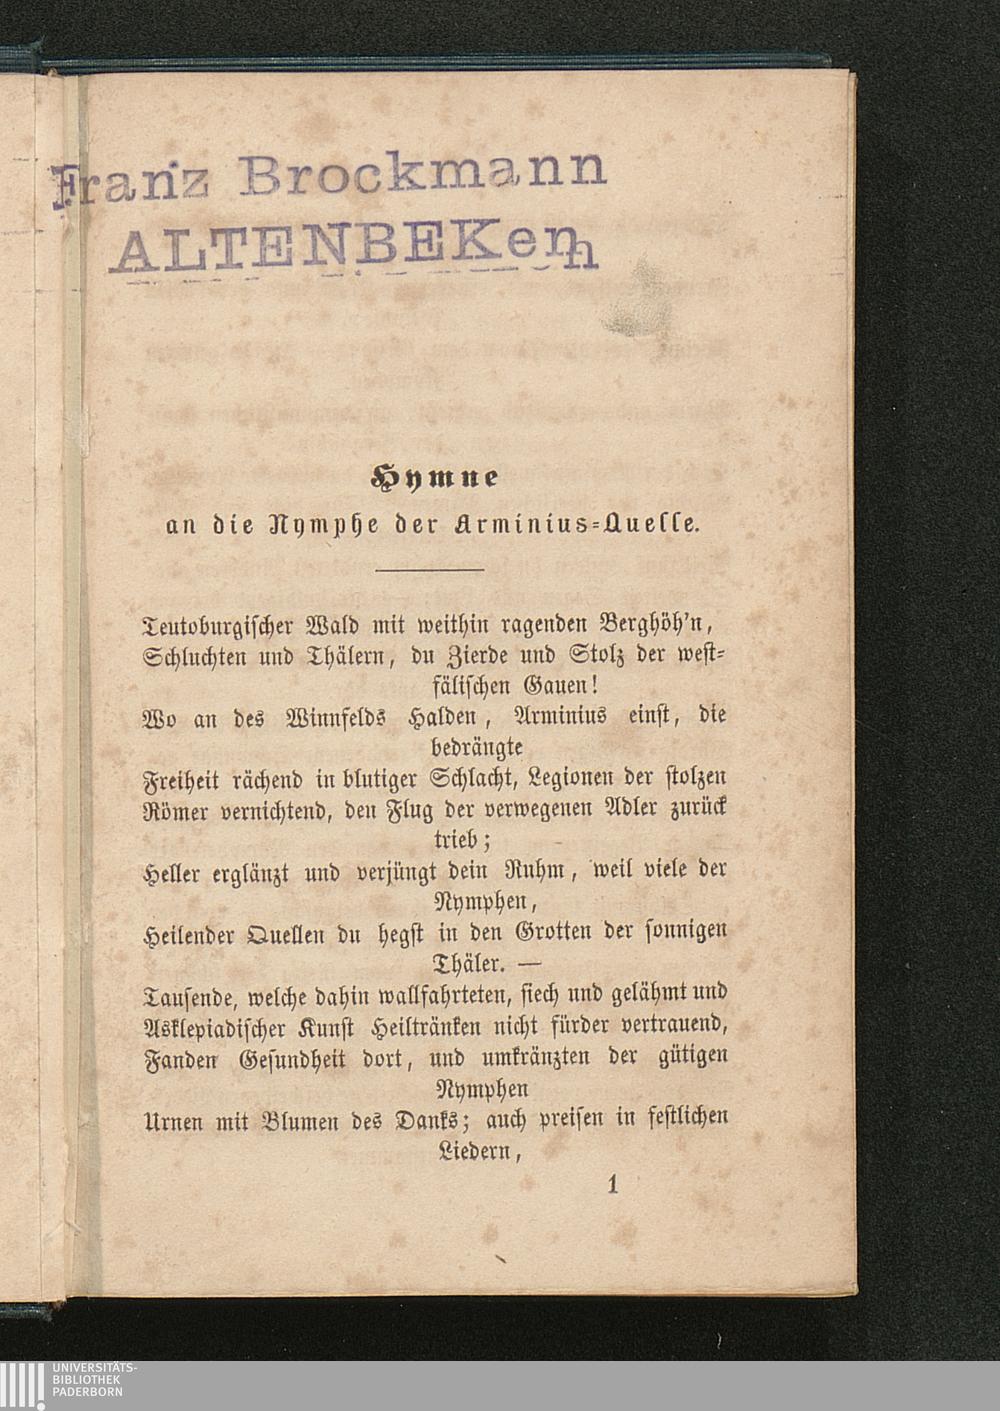 Franz Brockmann
ALTENBEKen
Hymne
an die Nymphe der Arminius-Quelle.
Teutoburgischer Wald mit weithin ragenden Berghöh'n,
Schluchten und Thälern, du Zierde und Stolz der west-
fälischen Gauen!
Wo an des Winnfelds Halden, Arminius einst, die
bedrängte
Freiheit rächend in blutiger Schlacht, Legionen der stolzen
Römer vernichtend, den Flug der verwegenen Adler zurück
trieb;
Heller erglänzt und verjüngt dein Ruhm, weil viele der
Nymphen,
Heilender Quellen du hegst in den Grotten der sonnigen
Thäler. —
Tausende, welche dahin wallfahrteten, siech und gelähmt und
Asklepiadischer Kunst Heiltränken nicht fürder vertrauend,
Fanden Gesundheit dort, und umkränzten der gütigen
Nymphen
Urnen mit Blumen des Danks; auch preisen in festlichen
Liedern,
1
UNIVERSITÄTS-
BIBLIOTHEK
PADERBORN